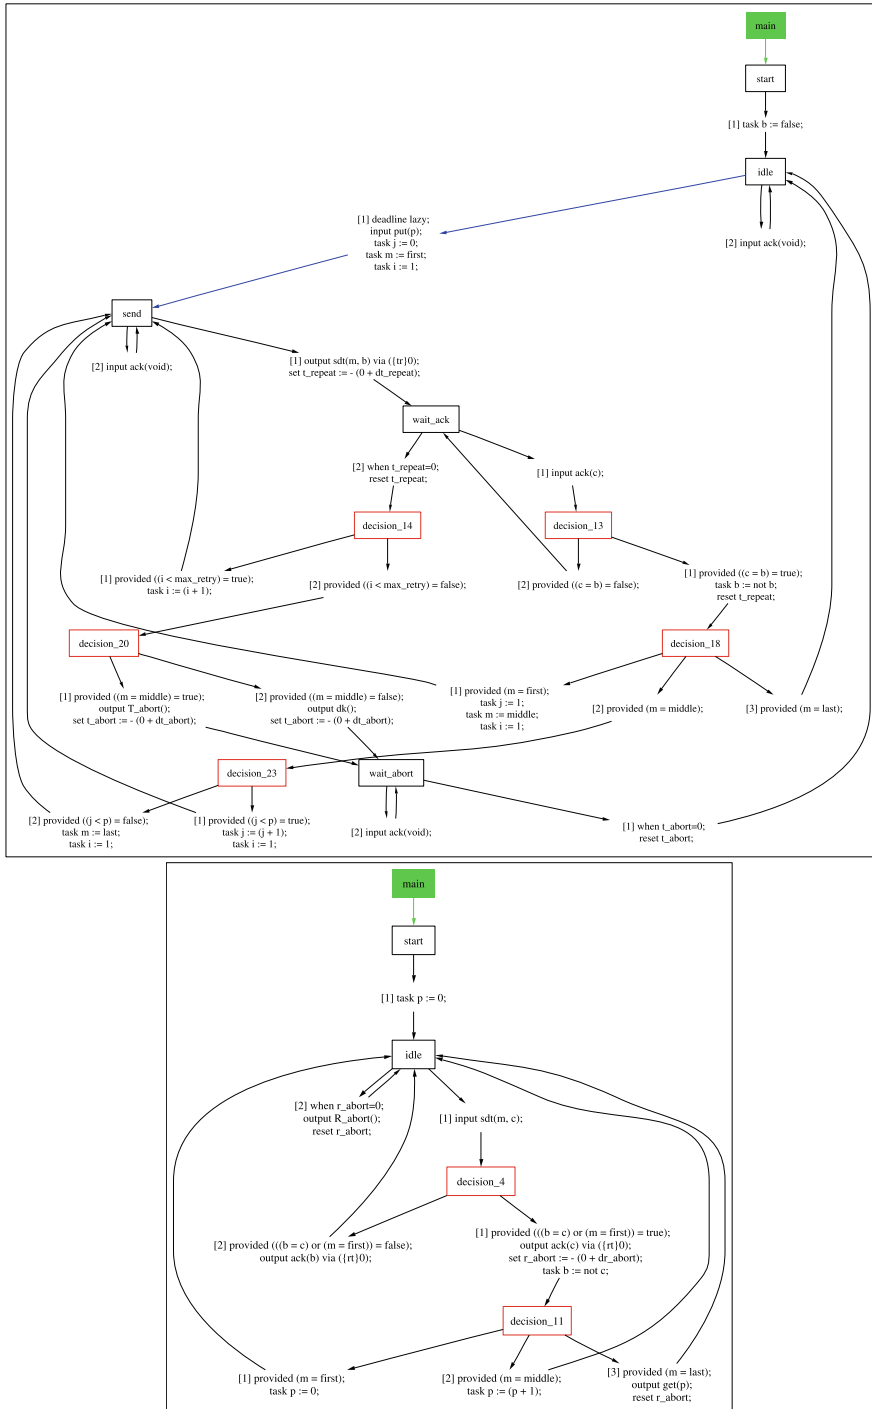 main
start
[1] task b := false;
idle
[1] deadline lazy;
input put(p);
task j := 0;
task m := first;
task i := 1;
[2] input ack(void);
send
[2] input ack(void);
[1] output sdt(m, b) via ({tr}0);
set t_repeat := - (0 + dt_repeat);
wait_ack
[2] when t_repeat=0;
reset t_repeat;
[1] input ack(c);
decision_14
decision_13
[1] provided ((i < max_retry) = true);
task i := (i + 1);
[2] provided ((i < max_retry) = false);
[2] provided ((c = b) = false);
[1] provided ((c = b) = true);
task b := not b;
reset t_repeat;
decision_20
decision_18
[1] provided ((m = middle) = true);
output T_abort();
set t_abort := - (0 + dt_abort);
[2] provided ((m = middle) = false);
output dk();
set t_abort := - (0 + dt_abort);
[1] provided (m = first);
task j := 1;
task m := middle;
task i := 1;
[2] provided (m = middle);
[3] provided (m = last);
decision_23
wait_abort
[2] provided ((j < p) = false);
task m := last;
task i := 1;
[1] provided ((j < p) = true);
task j := (j + 1);
task i := 1;
[2] input ack(void);
[1] when t_abort=0;
reset t_abort;
main
start
[1] task p := 0;
idle
[2] when r_abort=0;
output R_abort();
reset r_abort;
[1] input sdt(m, c);
decision_4
[2] provided (((b = c) or (m = first)) = false);
output ack(b) via ({rt}0);
[1] provided (((b = c) or (m = first)) = true);
output ack(c) via ({rt}0);
set r_abort := - (0 + dr_abort);
task b := not c;
decision_11
[1] provided (m = first);
task p := 0;
[2] provided (m = middle);
task p := (p + 1);
[3] provided (m = last);
output get(p);
reset r_abort;